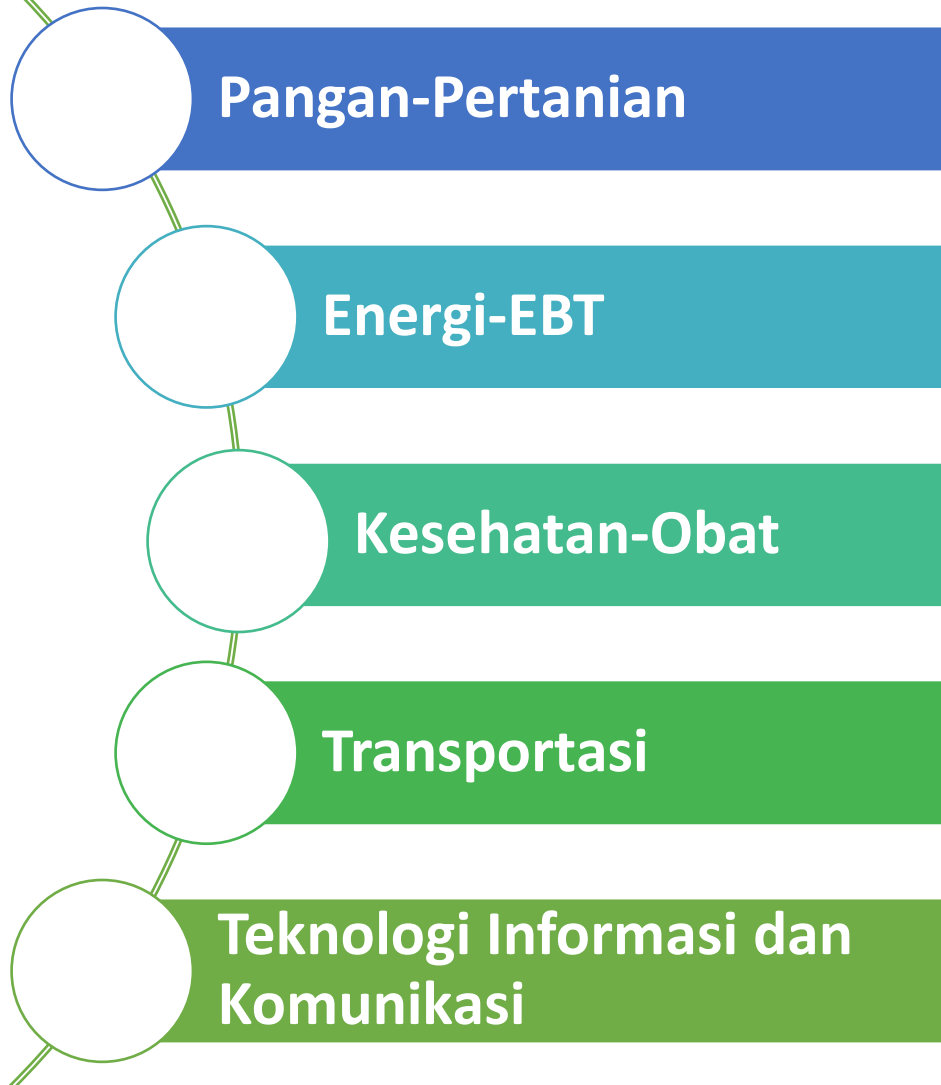 Pangan-Pertanian
Energi-EBT
Kesehatan-Obat
Transportasi
Teknologi Informasi dan
Komunikasi